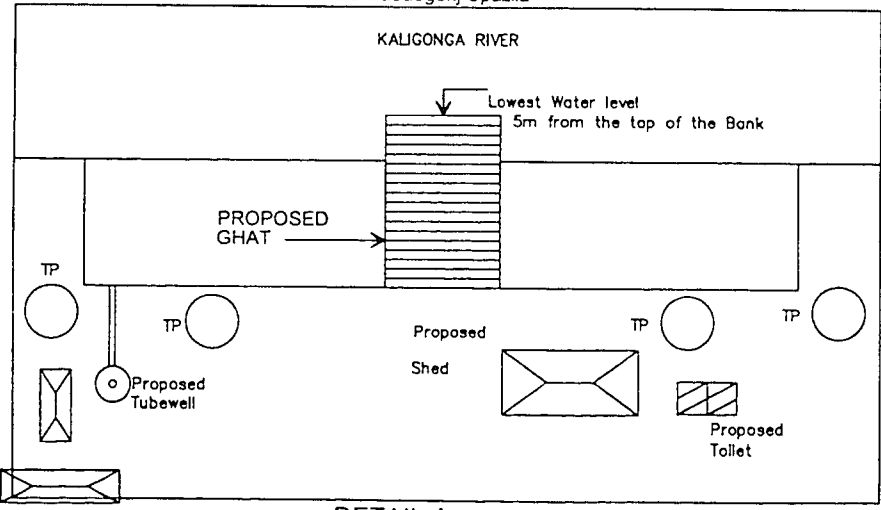 KALIGONGA RIVER
Lowest Water level
5m from the top of the Bank
PROPOSED
GHAT
TP
TP
TP
TP
Proposed
Shed
Proposed
Tubewell
Proposed
Toilet